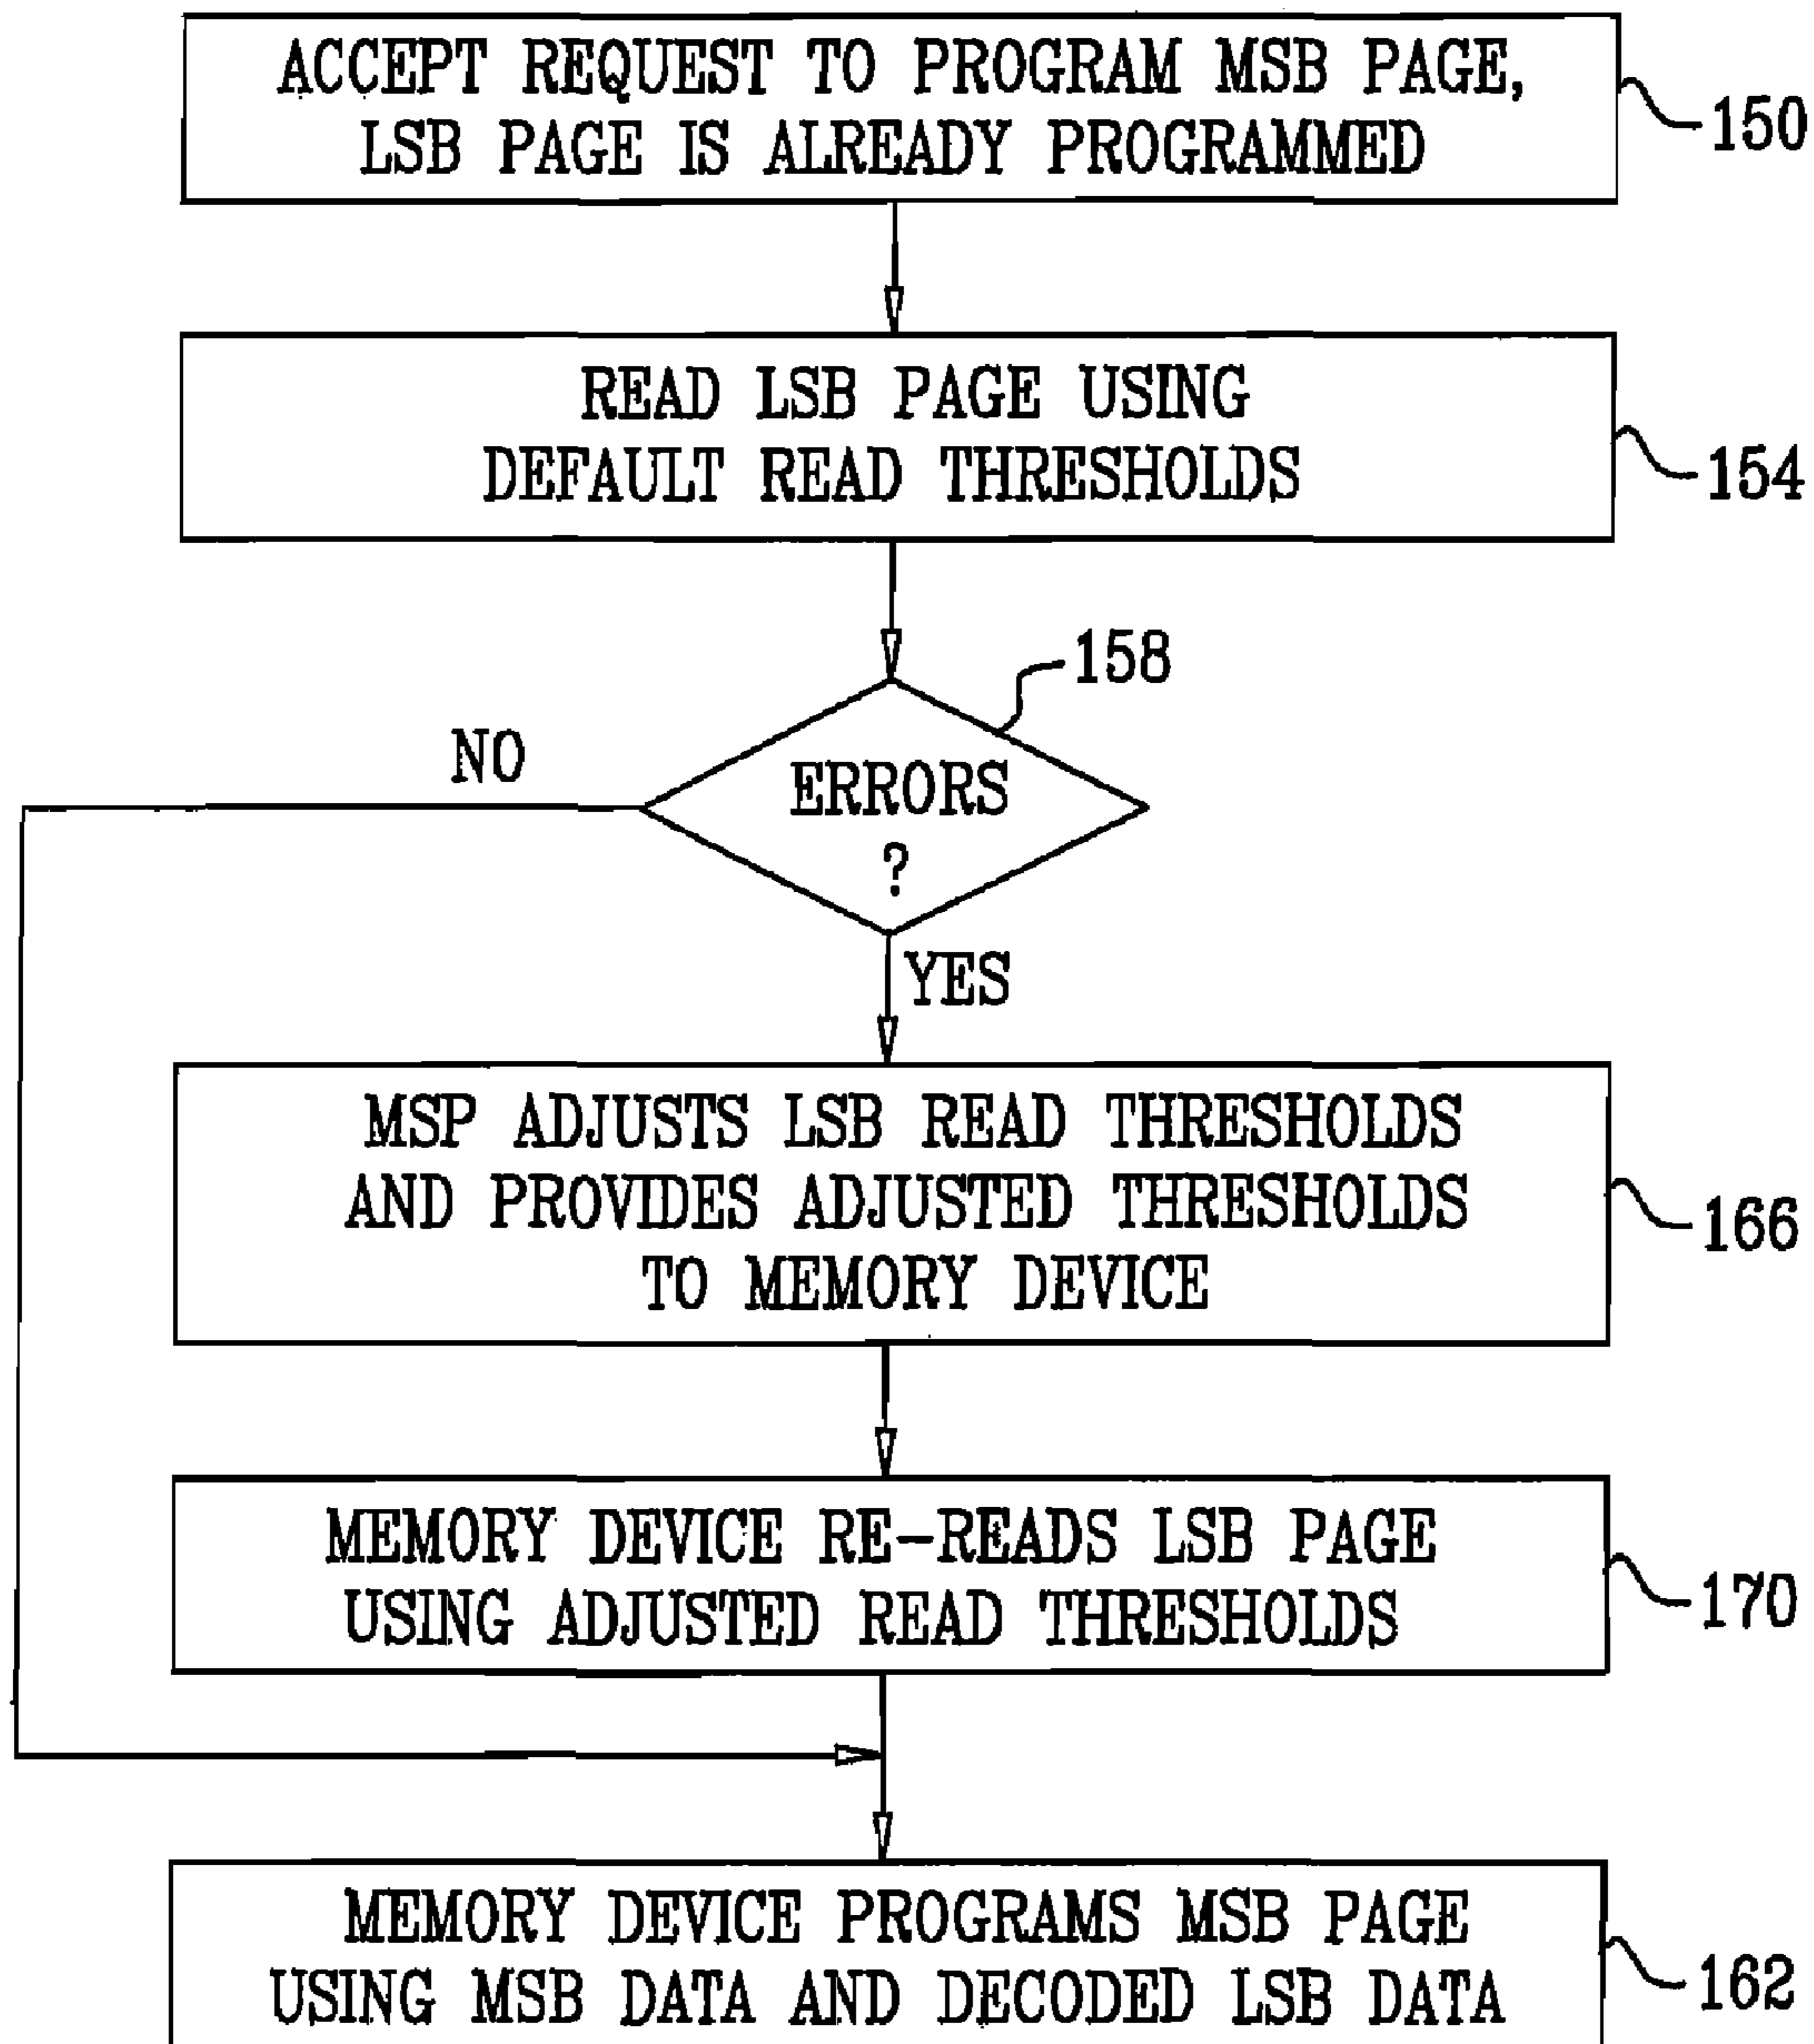 ACCEPT REQUEST TO PROGRAM MSB PAGE,
LSB PAGE IS ALREADY PROGRAMMED
150
READ LSB PAGE USING
DEFAULT READ THRESHOLDS
154
158
NO
ERRORS
?
YES
MSP ADJUSTS LSB READ THRESHOLDS
AND PROVIDES ADJUSTED THRESHOLDS
TO MEMORY DEVICE
166
MEMORY DEVICE RE-READS LSB PAGE
USING ADJUSTED READ THRESHOLDS
170
MEMORY DEVICE PROGRAMS MSB PAGE
USING MSB DATA AND DECODED LSB DATA
162